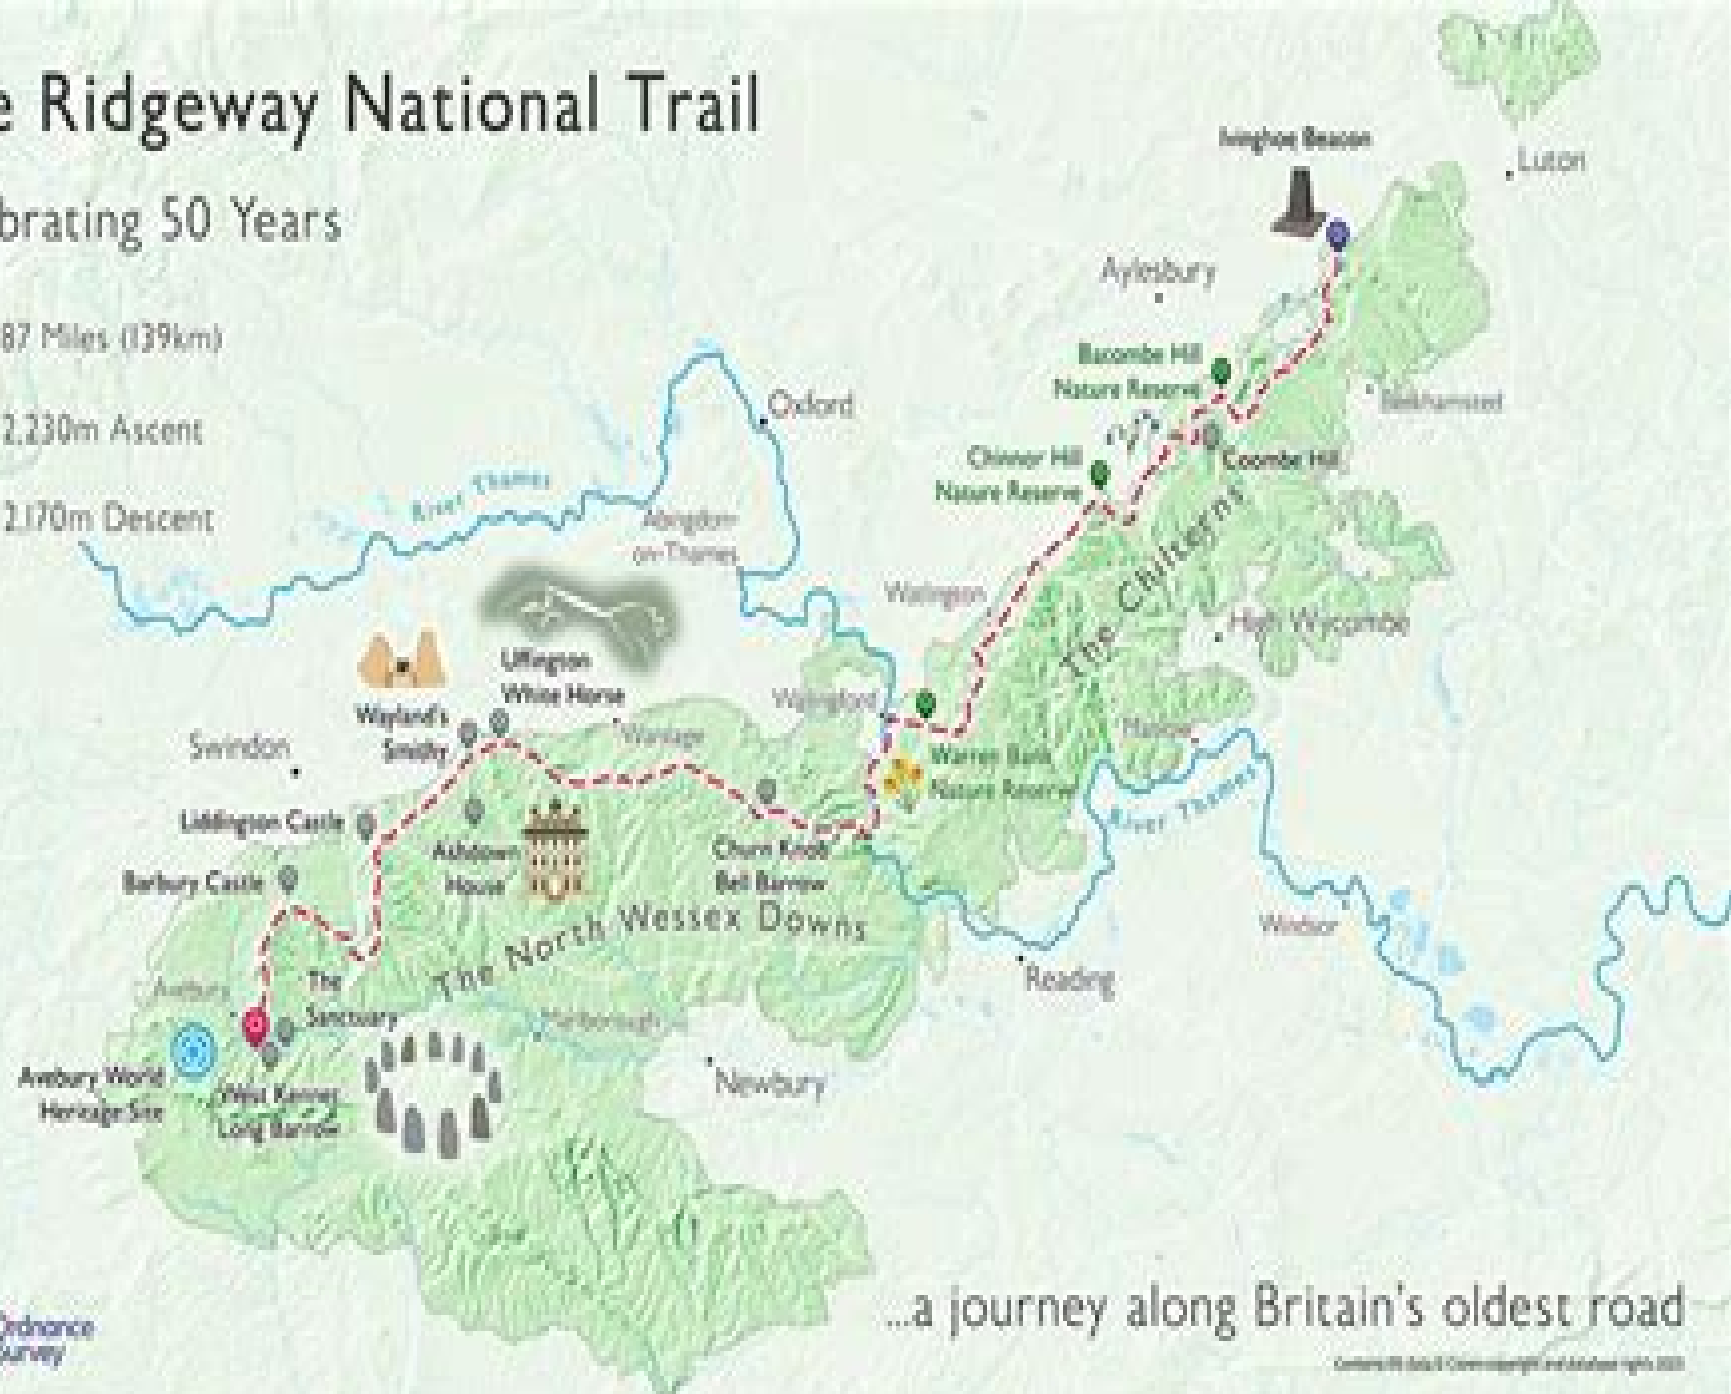 e Ridgeway National Trail
brating 50 Years
87 Miles (139km)
2,230m Ascent
2,170m Descent
Ivinghoe Beacon
Luton
Aylesbury
Bacombe Hill
Nature Reserve
Berkhamsted
Oxford
Chinnor Hill
Nature Reserve
Coombe Hill
River Thames
Abingdon-
on-Thames
The Chilterns
Watlington
High Wycombe
Uffington
White Horse
Wallingford
Wayland's
Smithy
Wantage
Swindon
Marlow
Warren Bank
Nature Reserve
River Thames
Liddington Castle
Ashdown
House
Churn Knob
Bell Barrow
Barbury Castle
The North Wessex Downs
Windsor
Reading
The
Sanctuary
Avebury
Marlborough
Newbury
Avebury World
Heritage Site
West Kennet
Long Barrow
...a journey along Britain's oldest road
Ordnance
Survey